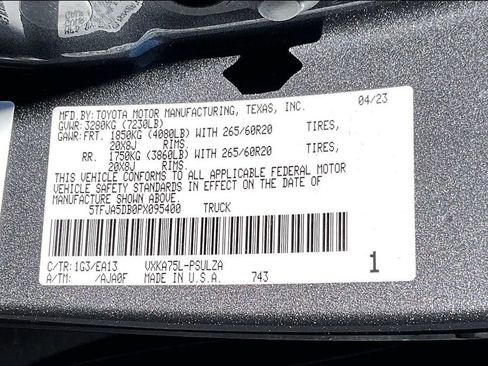 MFD.BY: TOYOTA MOTOR MANUFACTURING, TEXAS, INC. 04/23
GVWR: 3280KG (7230LB)
GAWR: FRT. 1850KG (4080LB) WITH 265/60R20 TIRES,
20X8J RIMS.
RR. 1750KG (3860LB) WITH 265/60R20 TIRES,
20X8J RIMS
THIS VEHICLE CONFORMS TO ALL APPLICABLE FEDERAL MOTOR
VEHICLE SAFETY STANDARDS IN EFFECT ON THE DATE OF
MANUFACTURE SHOWN ABOVE.
5TFJA5DB0PX095400 TRUCK
C/TR: 1G3/EA13 VXKA75L-PSULZA
A/TM: /AJA0F MADE IN U.S.A. 743 1